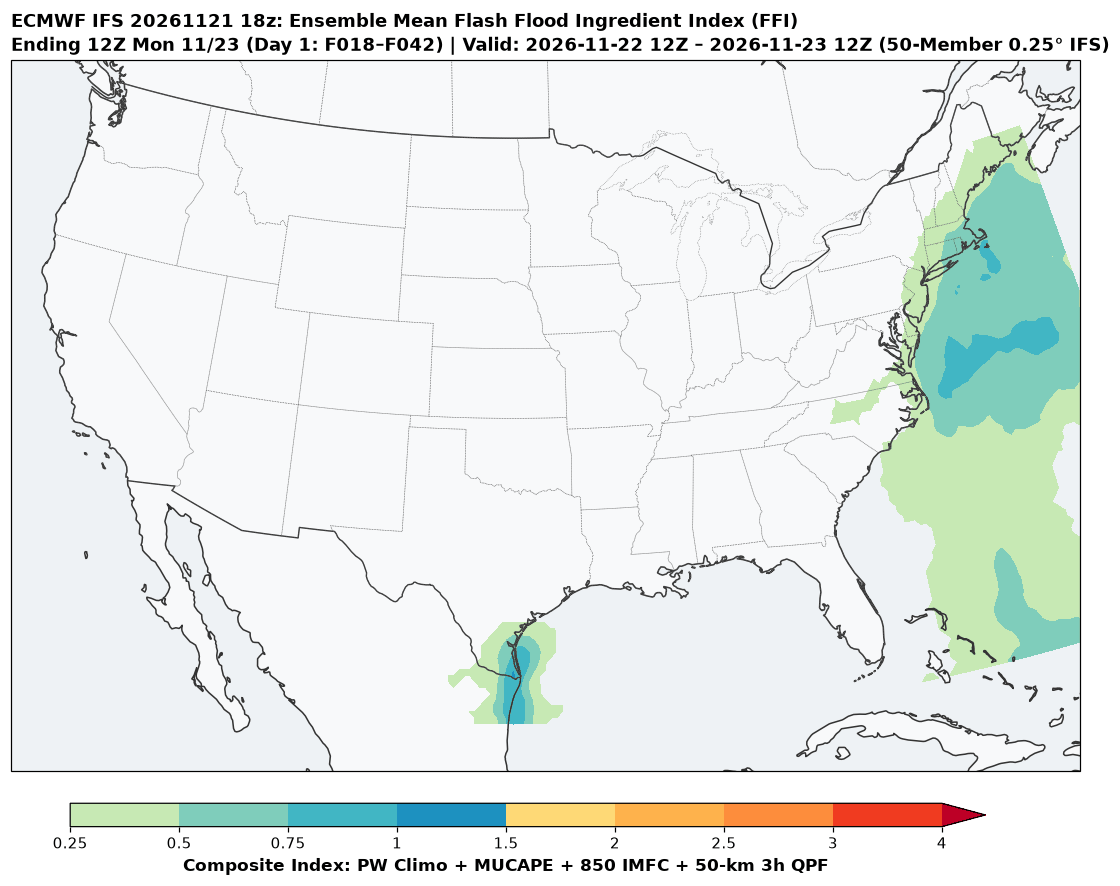 ECMWF IFS 20261121 18z: Ensemble Mean Flash Flood Ingredient Index (FFI)
Ending 12Z Mon 11/23 (Day 1: F018–F042) | Valid: 2026-11-22 12Z – 2026-11-23 12Z (50-Member 0.25° IFS)
0.25 0.5 0.75 1 1.5 2 2.5 3 4
Composite Index: PW Climo + MUCAPE + 850 IMFC + 50-km 3h QPF